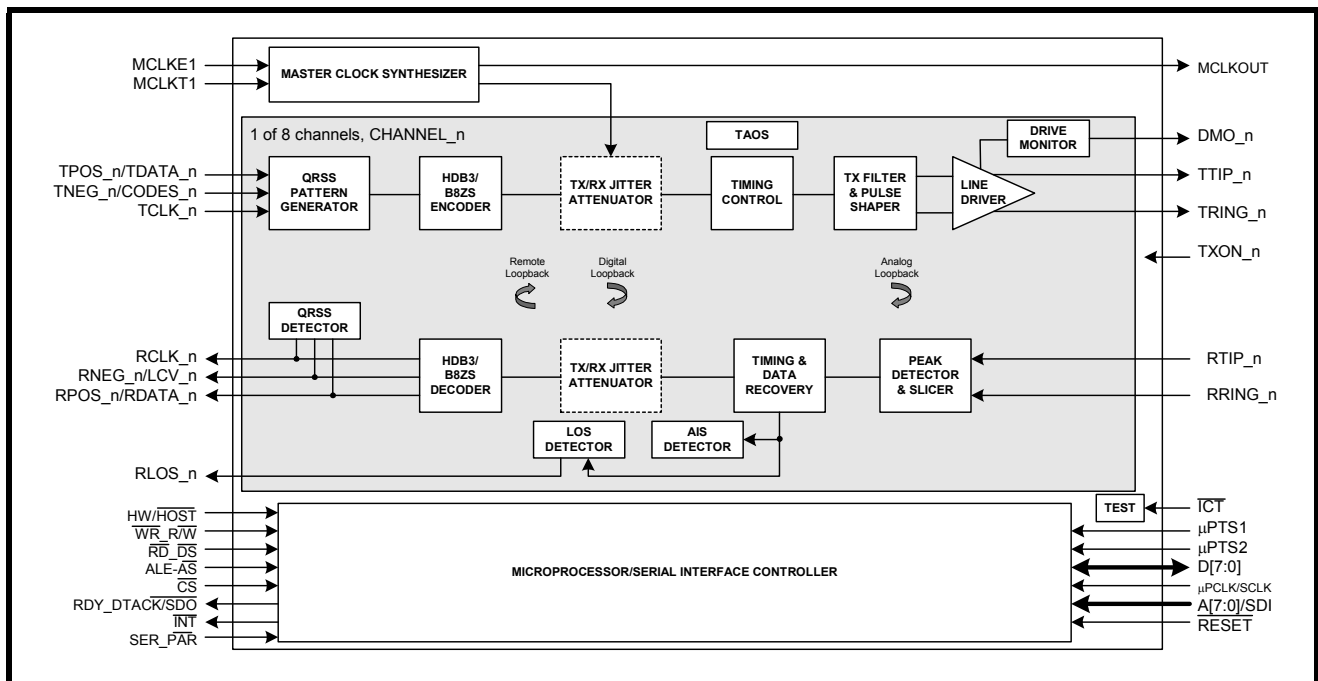 MCLKE1
MCLKT1
MASTER CLOCK SYNTHESIZER
MCLKOUT
1 of 8 channels, CHANNEL_n
TAOS
DRIVE
MONITOR
DMO_n
TPOS_n/TDATA_n
TNEG_n/CODES_n
TCLK_n
QRSS
PATTERN
GENERATOR
HDB3/
B8ZS
ENCODER
TX/RX JITTER
ATTENUATOR
TIMING
CONTROL
TX FILTER
& PULSE
SHAPER
LINE
DRIVER
TTIP_n
TRING_n
TXON_n
Remote
Loopback
Digital
Loopback
Analog
Loopback
QRSS
DETECTOR
RCLK_n
RNEG_n/LCV_n
RPOS_n/RDATA_n
HDB3/
B8ZS
DECODER
TX/RX JITTER
ATTENUATOR
TIMING &
DATA
RECOVERY
PEAK
DETECTOR
& SLICER
RTIP_n
RRING_n
LOS
DETECTOR
AIS
DETECTOR
RLOS_n
TEST
ICT
HW/HOST
WR_R/W
RD_DS
ALE-AS
CS
RDY_DTACK/SDO
INT
SER_PAR
MICROPROCESSOR/SERIAL INTERFACE CONTROLLER
µPTS1
µPTS2
D[7:0]
µPCLK/SCLK
A[7:0]/SDI
RESET